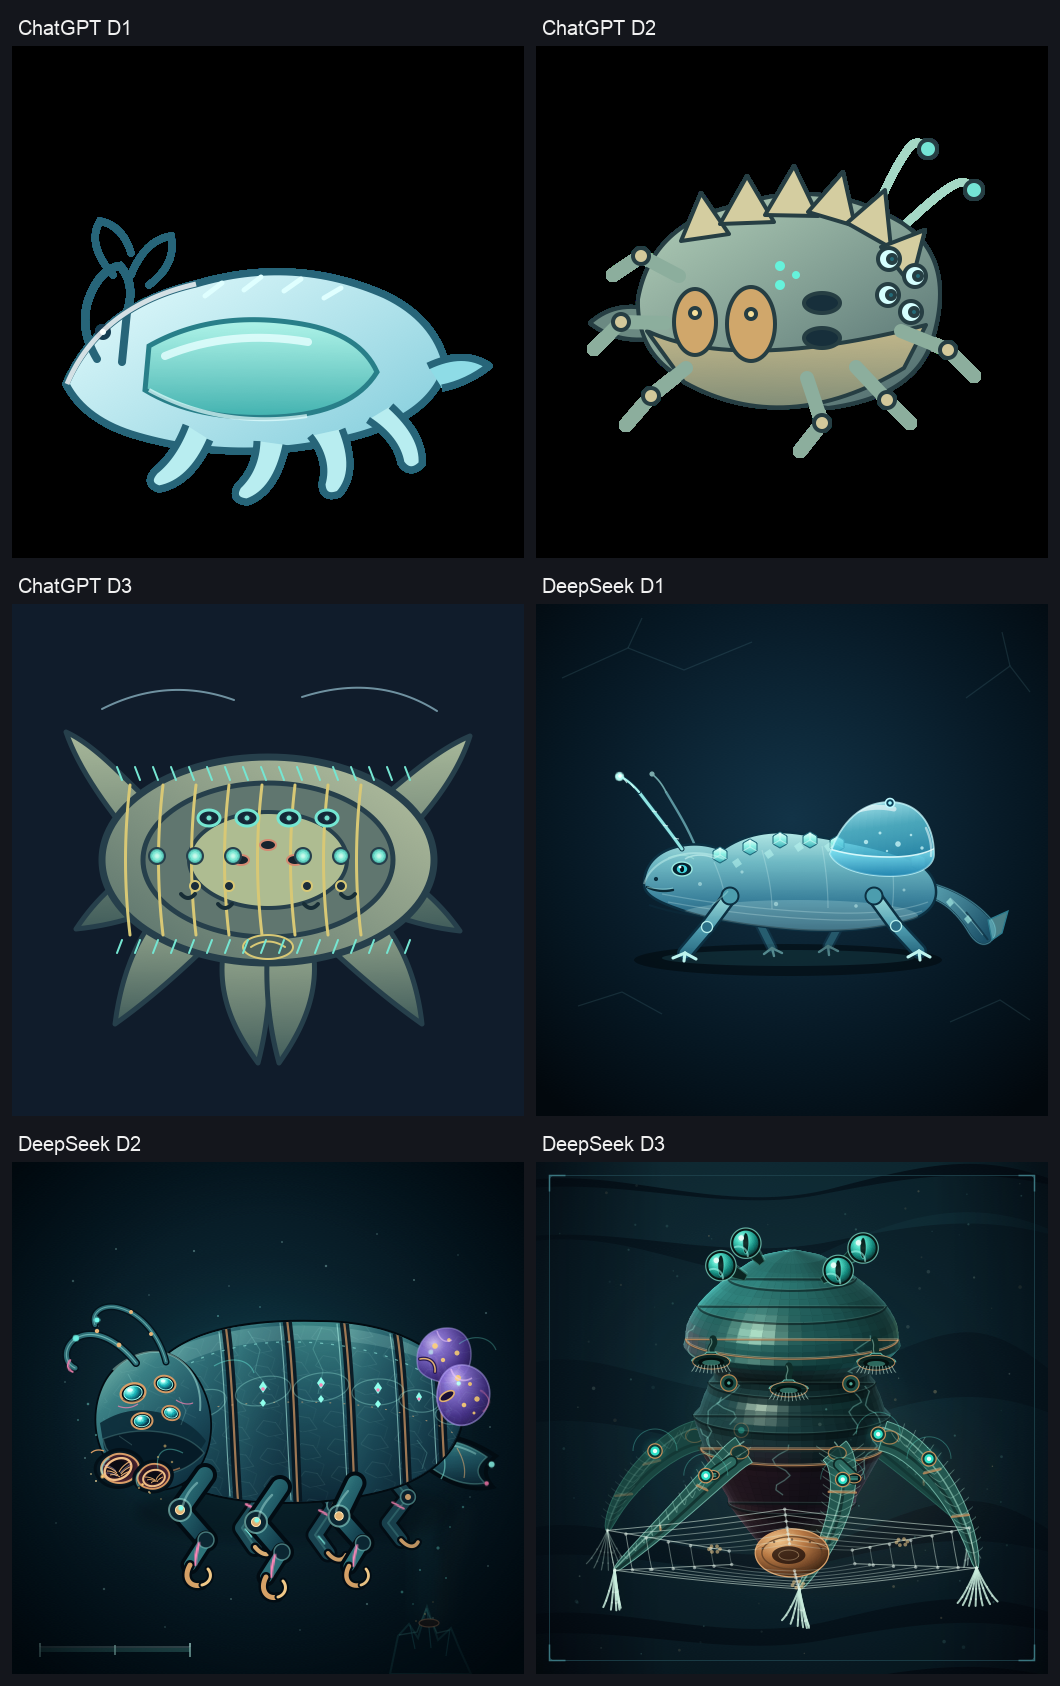 ChatGPT D1
ChatGPT D2
ChatGPT D3
DeepSeek D1
DeepSeek D2
DeepSeek D3